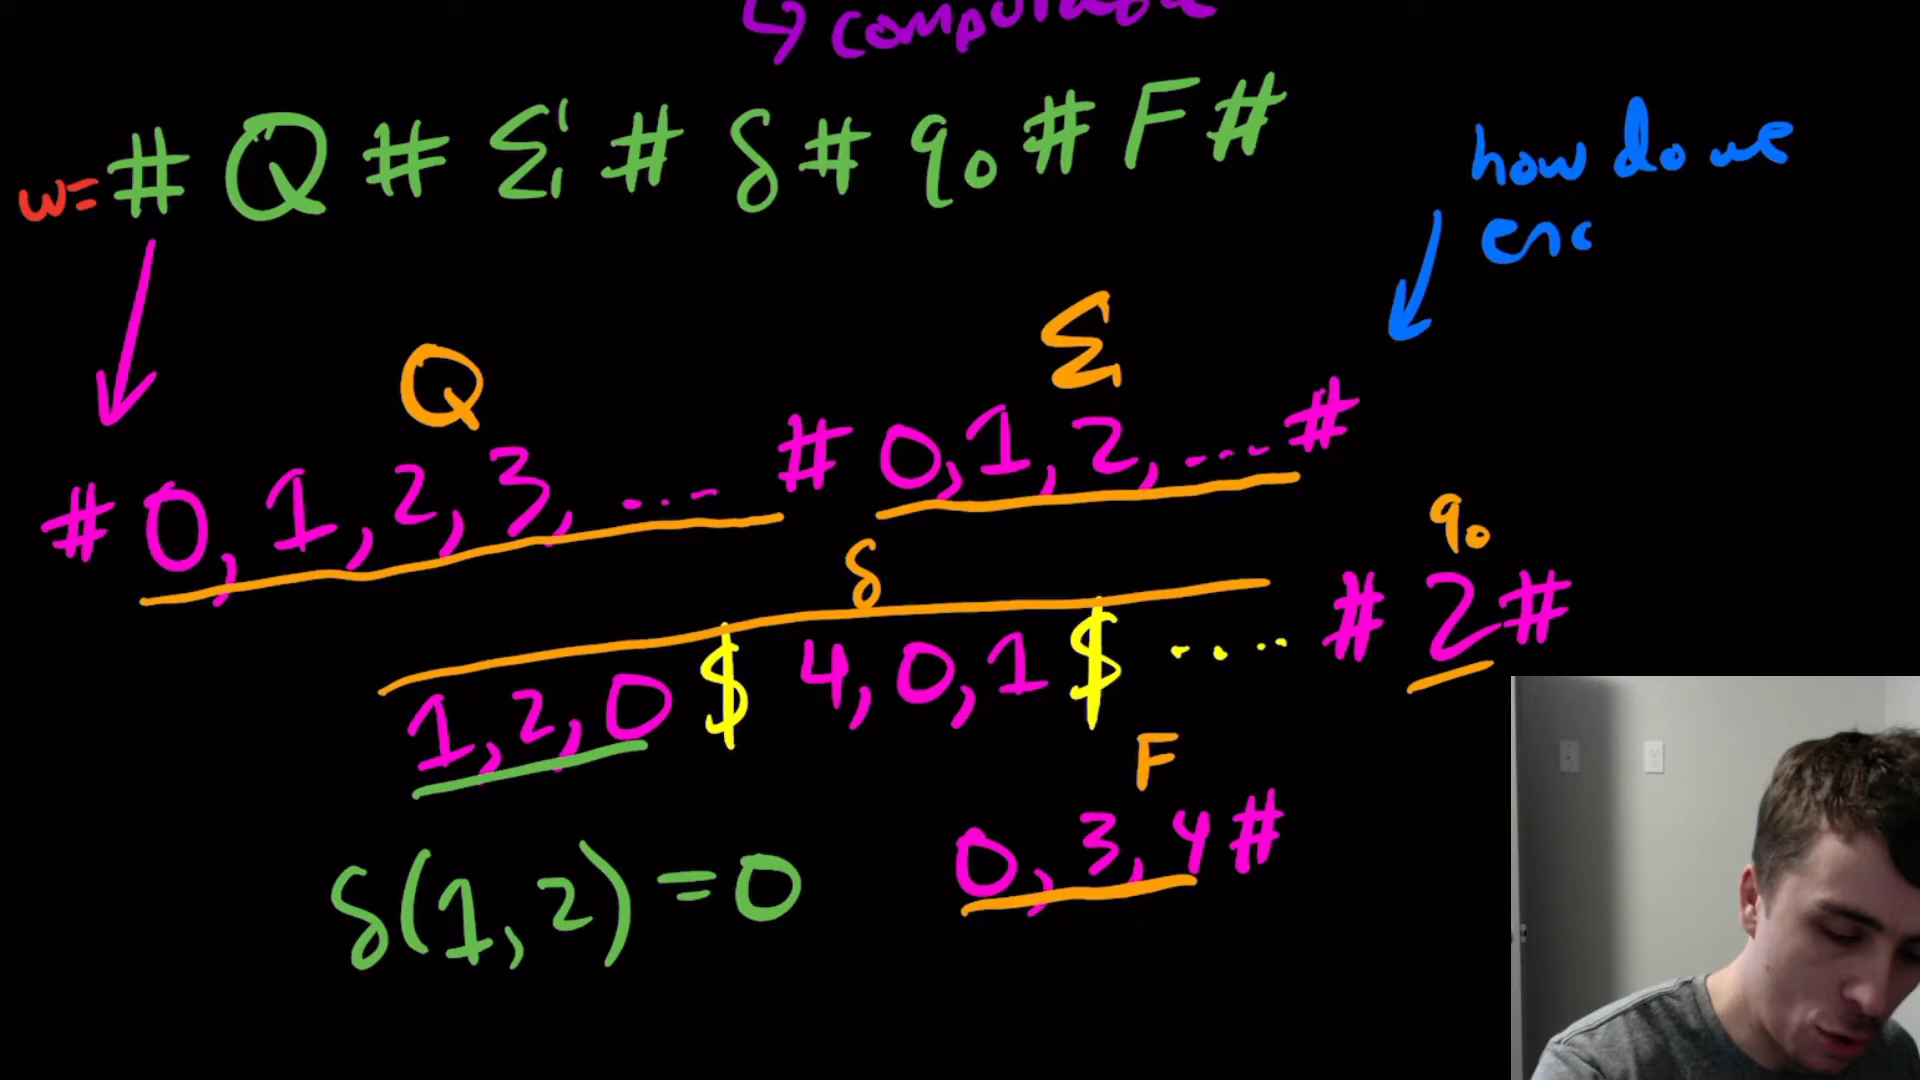 ↳ computable
w= # Q # Σ # δ # q₀ # F #
how do we
enc
Q
Σ
# 0, 1, 2, 3, ... # 0, 1, 2, ... #
δ
q₀
1, 2, 0 $ 4, 0, 1 $ .... # 2 #
F
0, 3, 4 #
δ(1, 2) = 0